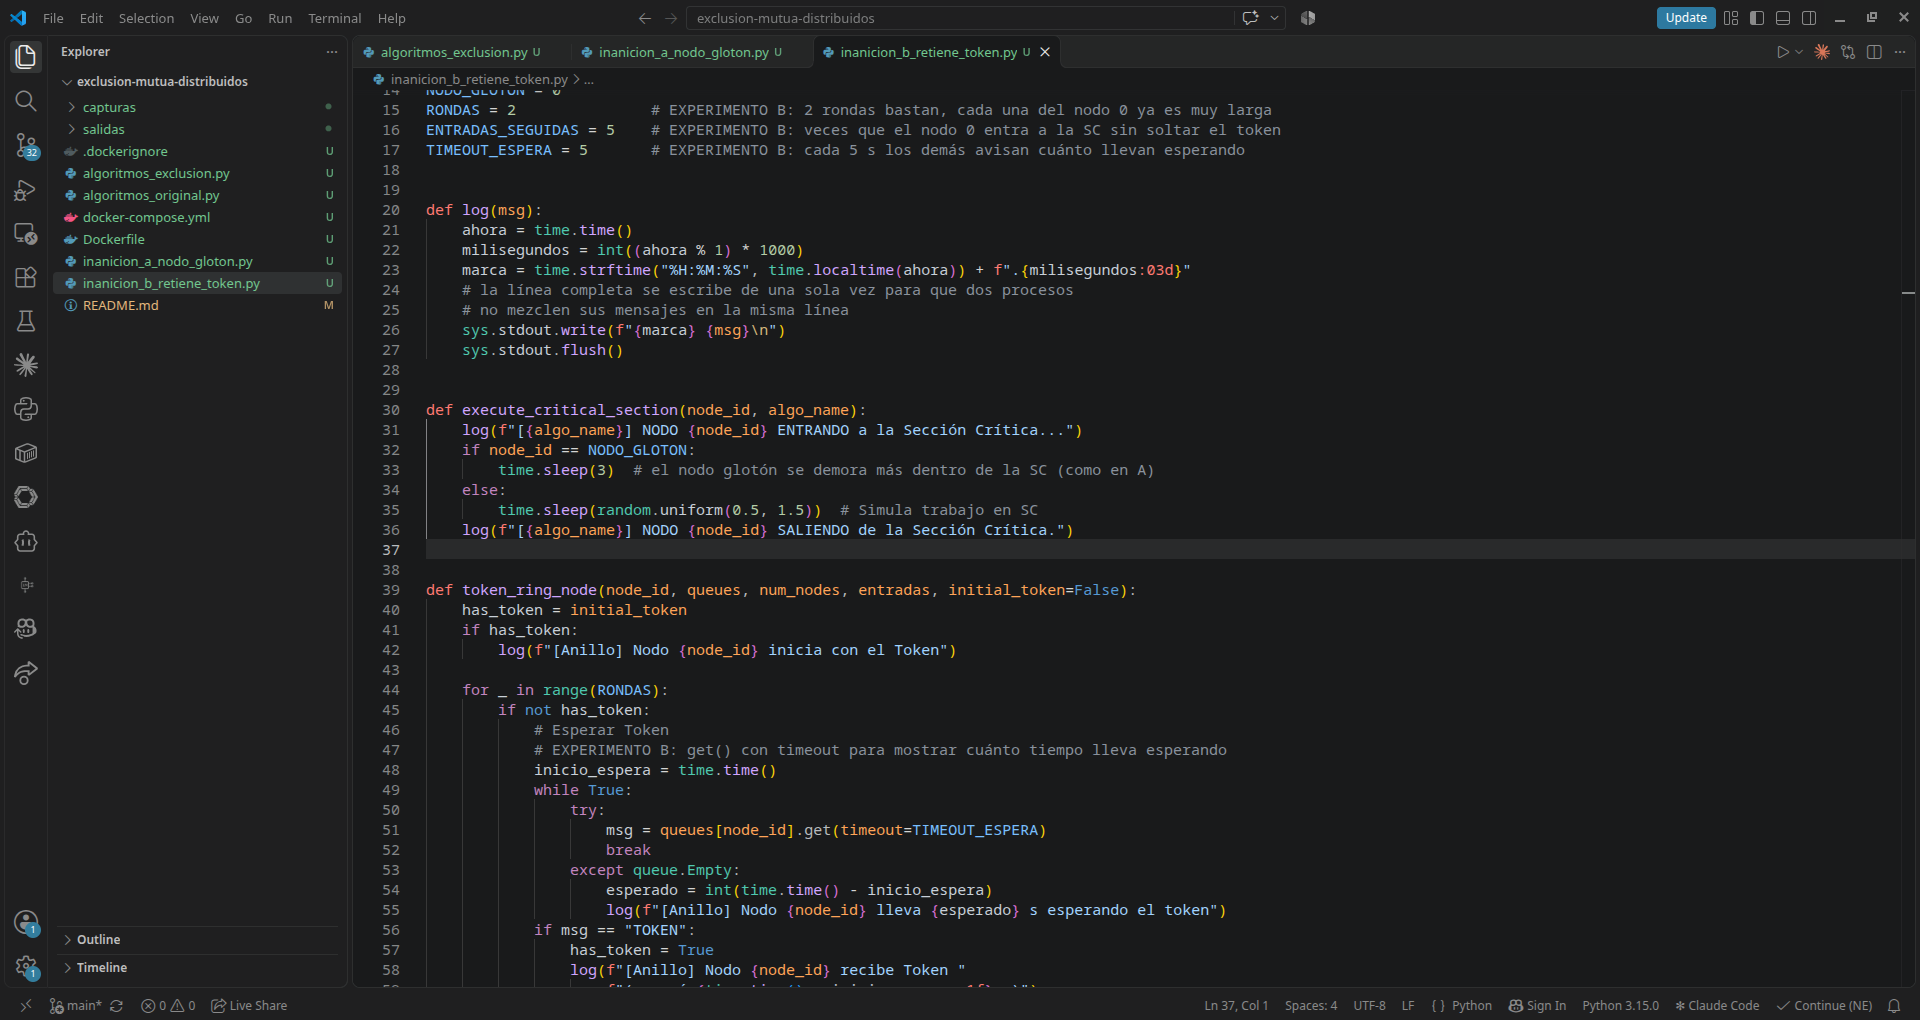 File Edit Selection View Go Run Terminal Help
exclusion-mutua-distribuidos
Update
Explorer
exclusion-mutua-distribuidos
capturas
salidas
.dockerignore U
algoritmos_exclusion.py U
algoritmos_original.py U
docker-compose.yml U
Dockerfile U
inanicion_a_nodo_gloton.py U
inanicion_b_retiene_token.py U
README.md M
Outline
Timeline
32
1
1
algoritmos_exclusion.py U
inanicion_a_nodo_gloton.py U
inanicion_b_retiene_token.py U
inanicion_b_retiene_token.py > ...
14 NODO_GLOTON = 0
15 RONDAS = 2 # EXPERIMENTO B: 2 rondas bastan, cada una del nodo 0 ya es muy larga
16 ENTRADAS_SEGUIDAS = 5 # EXPERIMENTO B: veces que el nodo 0 entra a la SC sin soltar el token
17 TIMEOUT_ESPERA = 5 # EXPERIMENTO B: cada 5 s los demás avisan cuánto llevan esperando
18
19
20 def log(msg):
21 ahora = time.time()
22 milisegundos = int((ahora % 1) * 1000)
23 marca = time.strftime("%H:%M:%S", time.localtime(ahora)) + f".{milisegundos:03d}"
24 # la línea completa se escribe de una sola vez para que dos procesos
25 # no mezclen sus mensajes en la misma línea
26 sys.stdout.write(f"{marca} {msg}\n")
27 sys.stdout.flush()
28
29
30 def execute_critical_section(node_id, algo_name):
31 log(f"[{algo_name}] NODO {node_id} ENTRANDO a la Sección Crítica...")
32 if node_id == NODO_GLOTON:
33 time.sleep(3) # el nodo glotón se demora más dentro de la SC (como en A)
34 else:
35 time.sleep(random.uniform(0.5, 1.5)) # Simula trabajo en SC
36 log(f"[{algo_name}] NODO {node_id} SALIENDO de la Sección Crítica.")
37
38
39 def token_ring_node(node_id, queues, num_nodes, entradas, initial_token=False):
40 has_token = initial_token
41 if has_token:
42 log(f"[Anillo] Nodo {node_id} inicia con el Token")
43
44 for _ in range(RONDAS):
45 if not has_token:
46 # Esperar Token
47 # EXPERIMENTO B: get() con timeout para mostrar cuánto tiempo lleva esperando
48 inicio_espera = time.time()
49 while True:
50 try:
51 msg = queues[node_id].get(timeout=TIMEOUT_ESPERA)
52 break
53 except queue.Empty:
54 esperado = int(time.time() - inicio_espera)
55 log(f"[Anillo] Nodo {node_id} lleva {esperado} s esperando el token")
56 if msg == "TOKEN":
57 has_token = True
58 log(f"[Anillo] Nodo {node_id} recibe Token "
main* 0 0 Live Share
Ln 37, Col 1 Spaces: 4 UTF-8 LF { } Python Sign In Python 3.15.0 Claude Code Continue (NE)